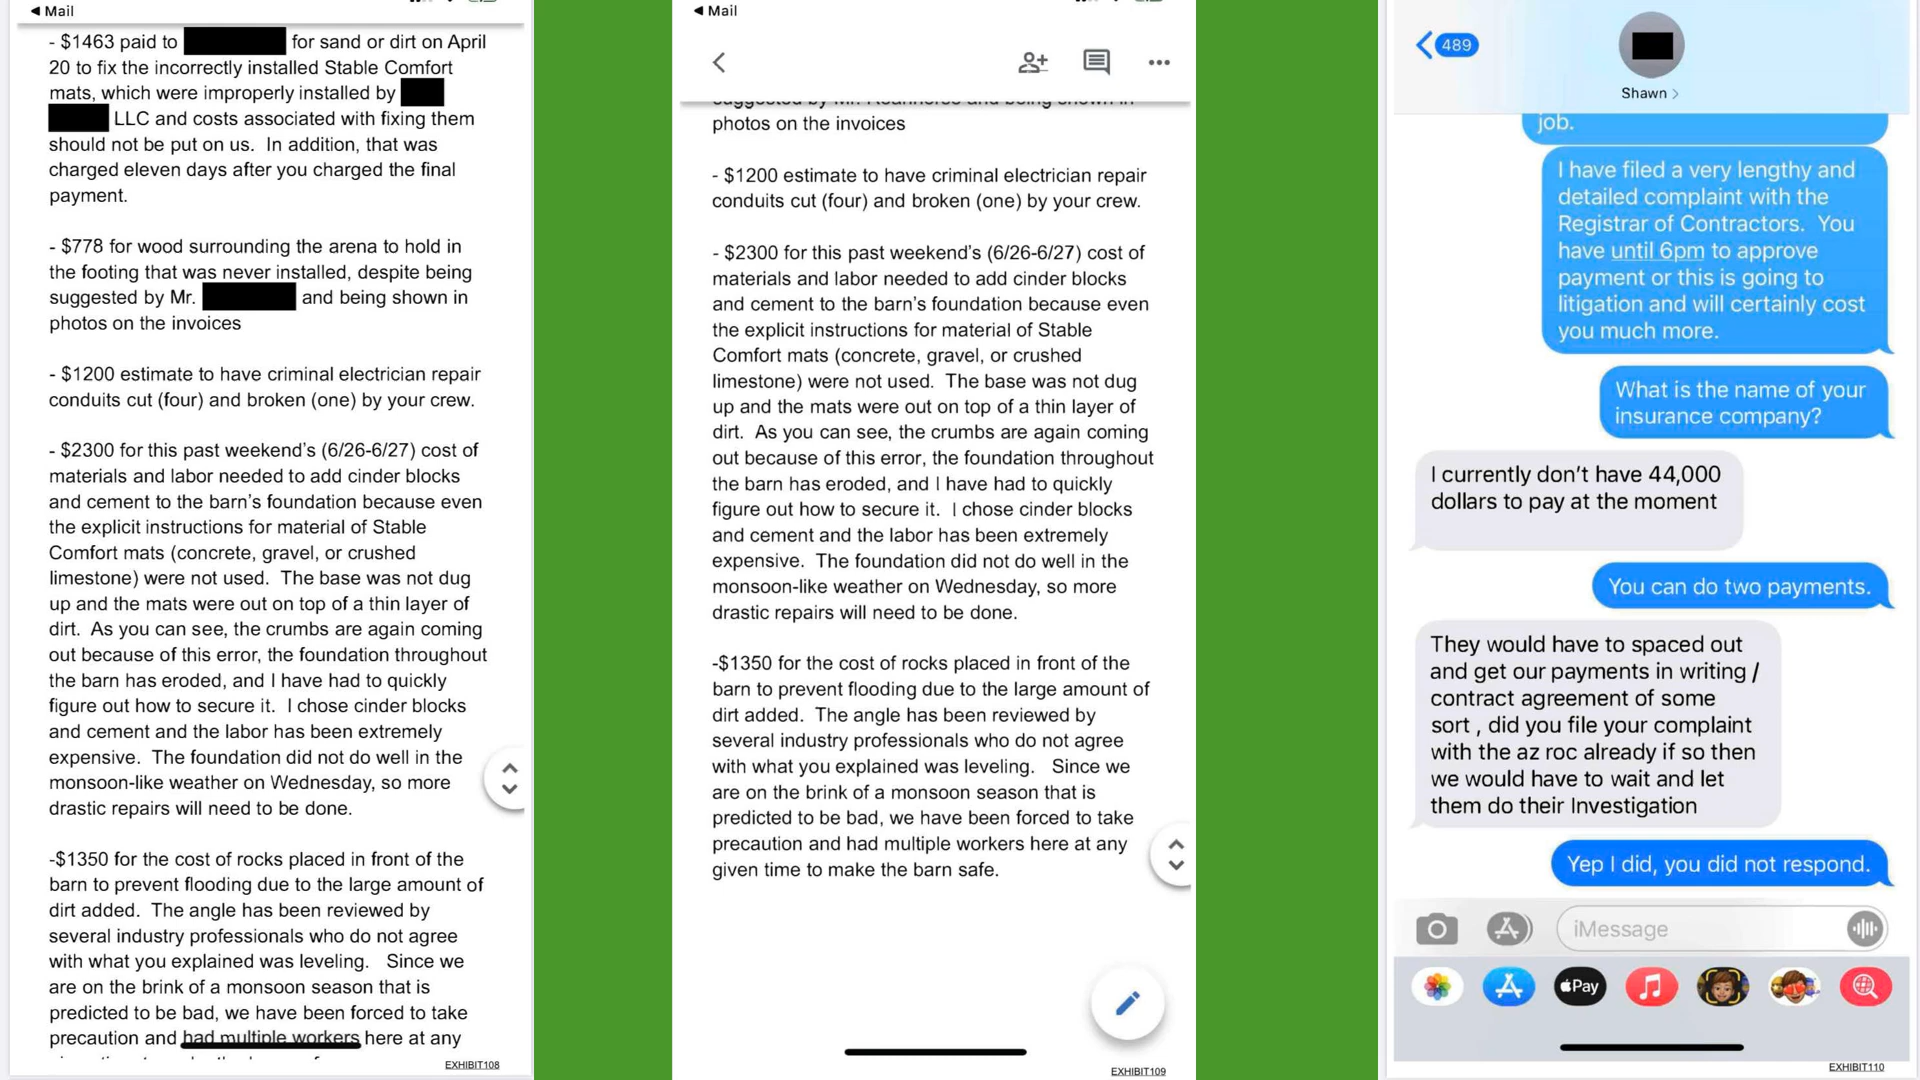 ◀ Mail
- $1463 paid to
for sand or dirt on April
20 to fix the incorrectly installed Stable Comfort
mats, which were improperly installed by
LLC and costs associated with fixing them
should not be put on us. In addition, that was
charged eleven days after you charged the final
payment.
- $778 for wood surrounding the arena to hold in
the footing that was never installed, despite being
suggested by Mr.
and being shown in
photos on the invoices
- $1200 estimate to have criminal electrician repair
conduits cut (four) and broken (one) by your crew.
- $2300 for this past weekend's (6/26-6/27) cost of
materials and labor needed to add cinder blocks
and cement to the barn's foundation because even
the explicit instructions for material of Stable
Comfort mats (concrete, gravel, or crushed
limestone) were not used. The base was not dug
up and the mats were out on top of a thin layer of
dirt. As you can see, the crumbs are again coming
out because of this error, the foundation throughout
the barn has eroded, and I have had to quickly
figure out how to secure it. I chose cinder blocks
and cement and the labor has been extremely
expensive. The foundation did not do well in the
monsoon-like weather on Wednesday, so more
drastic repairs will need to be done.
-$1350 for the cost of rocks placed in front of the
barn to prevent flooding due to the large amount of
dirt added. The angle has been reviewed by
several industry professionals who do not agree
with what you explained was leveling. Since we
are on the brink of a monsoon season that is
predicted to be bad, we have been forced to take
precaution and had multiple workers here at any
EXHIBIT108
◀ Mail
photos on the invoices
- $1200 estimate to have criminal electrician repair
conduits cut (four) and broken (one) by your crew.
- $2300 for this past weekend's (6/26-6/27) cost of
materials and labor needed to add cinder blocks
and cement to the barn's foundation because even
the explicit instructions for material of Stable
Comfort mats (concrete, gravel, or crushed
limestone) were not used. The base was not dug
up and the mats were out on top of a thin layer of
dirt. As you can see, the crumbs are again coming
out because of this error, the foundation throughout
the barn has eroded, and I have had to quickly
figure out how to secure it. I chose cinder blocks
and cement and the labor has been extremely
expensive. The foundation did not do well in the
monsoon-like weather on Wednesday, so more
drastic repairs will need to be done.
-$1350 for the cost of rocks placed in front of the
barn to prevent flooding due to the large amount of
dirt added. The angle has been reviewed by
several industry professionals who do not agree
with what you explained was leveling. Since we
are on the brink of a monsoon season that is
predicted to be bad, we have been forced to take
precaution and had multiple workers here at any
given time to make the barn safe.
EXHIBIT109
489
Shawn >
job.
I have filed a very lengthy and
detailed complaint with the
Registrar of Contractors. You
have until 6pm to approve
payment or this is going to
litigation and will certainly cost
you much more.
What is the name of your
insurance company?
I currently don't have 44,000
dollars to pay at the moment
You can do two payments.
They would have to spaced out
and get our payments in writing /
contract agreement of some
sort , did you file your complaint
with the az roc already if so then
we would have to wait and let
them do their Investigation
Yep I did, you did not respond.
iMessage
Pay
EXHIBIT110